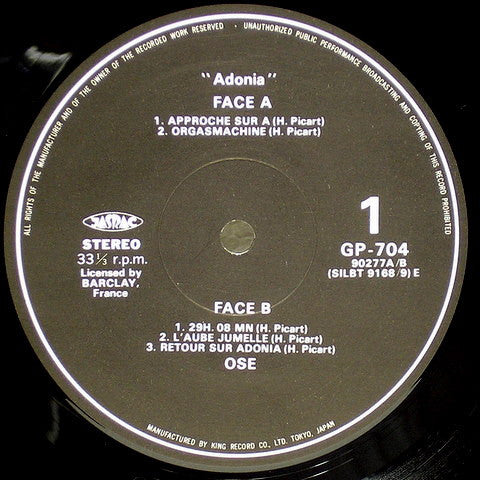 ALL RIGHTS OF THE MANUFACTURER AND OF THE OWNER OF THE RECORDED WORK RESERVED · UNAUTHORIZED PUBLIC PERFORMANCE BROADCASTING AND COPYING OF THIS RECORD PROHIBITED
"Adonia"
FACE A
1. APPROCHE SUR A (H. Picart)
2. ORGASMACHINE (H. Picart)
JASRAC
STEREO
33 1/3 r.p.m.
Licensed by
BARCLAY,
France
1
GP-704
90277A/B
(SILBT 9168/9) E
FACE B
1. 29H. 08 MN (H. Picart)
2. L'AUBE JUMELLE (H. Picart)
3. RETOUR SUR ADONIA (H. Picart)
OSE
MANUFACTURED BY KING RECORD CO., LTD. TOKYO, JAPAN